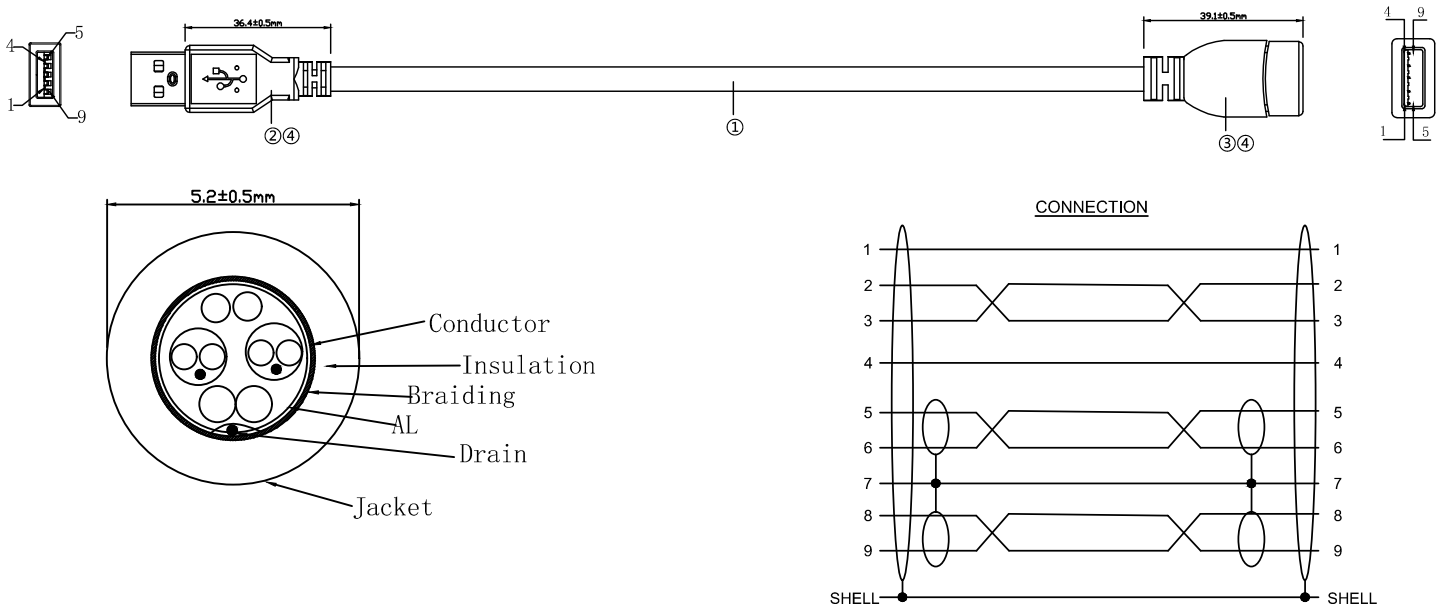 36.4±0.5mm
39.1±0.5mm
4
5
1
9
②④
①
③④
4
9
1
5
5.2±0.5mm
Conductor
Insulation
Braiding
AL
Drain
Jacket
CONNECTION
1 1
2 2
3 3
4 4
5 5
6 6
7 7
8 8
9 9
SHELL SHELL